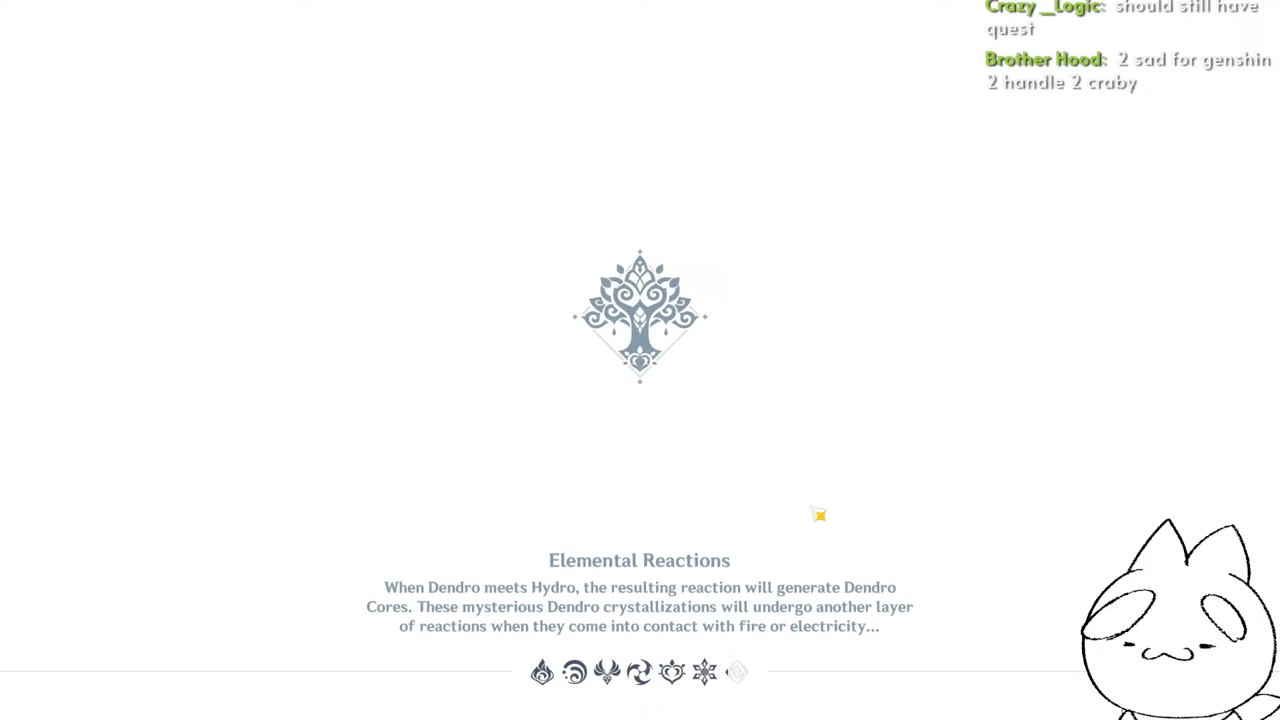 Crazy _Logic: should still have
quest
Brother Hood: 2 sad for genshin
2 handle 2 craby
Elemental Reactions
When Dendro meets Hydro, the resulting reaction will generate Dendro
Cores. These mysterious Dendro crystallizations will undergo another layer
of reactions when they come into contact with fire or electricity...